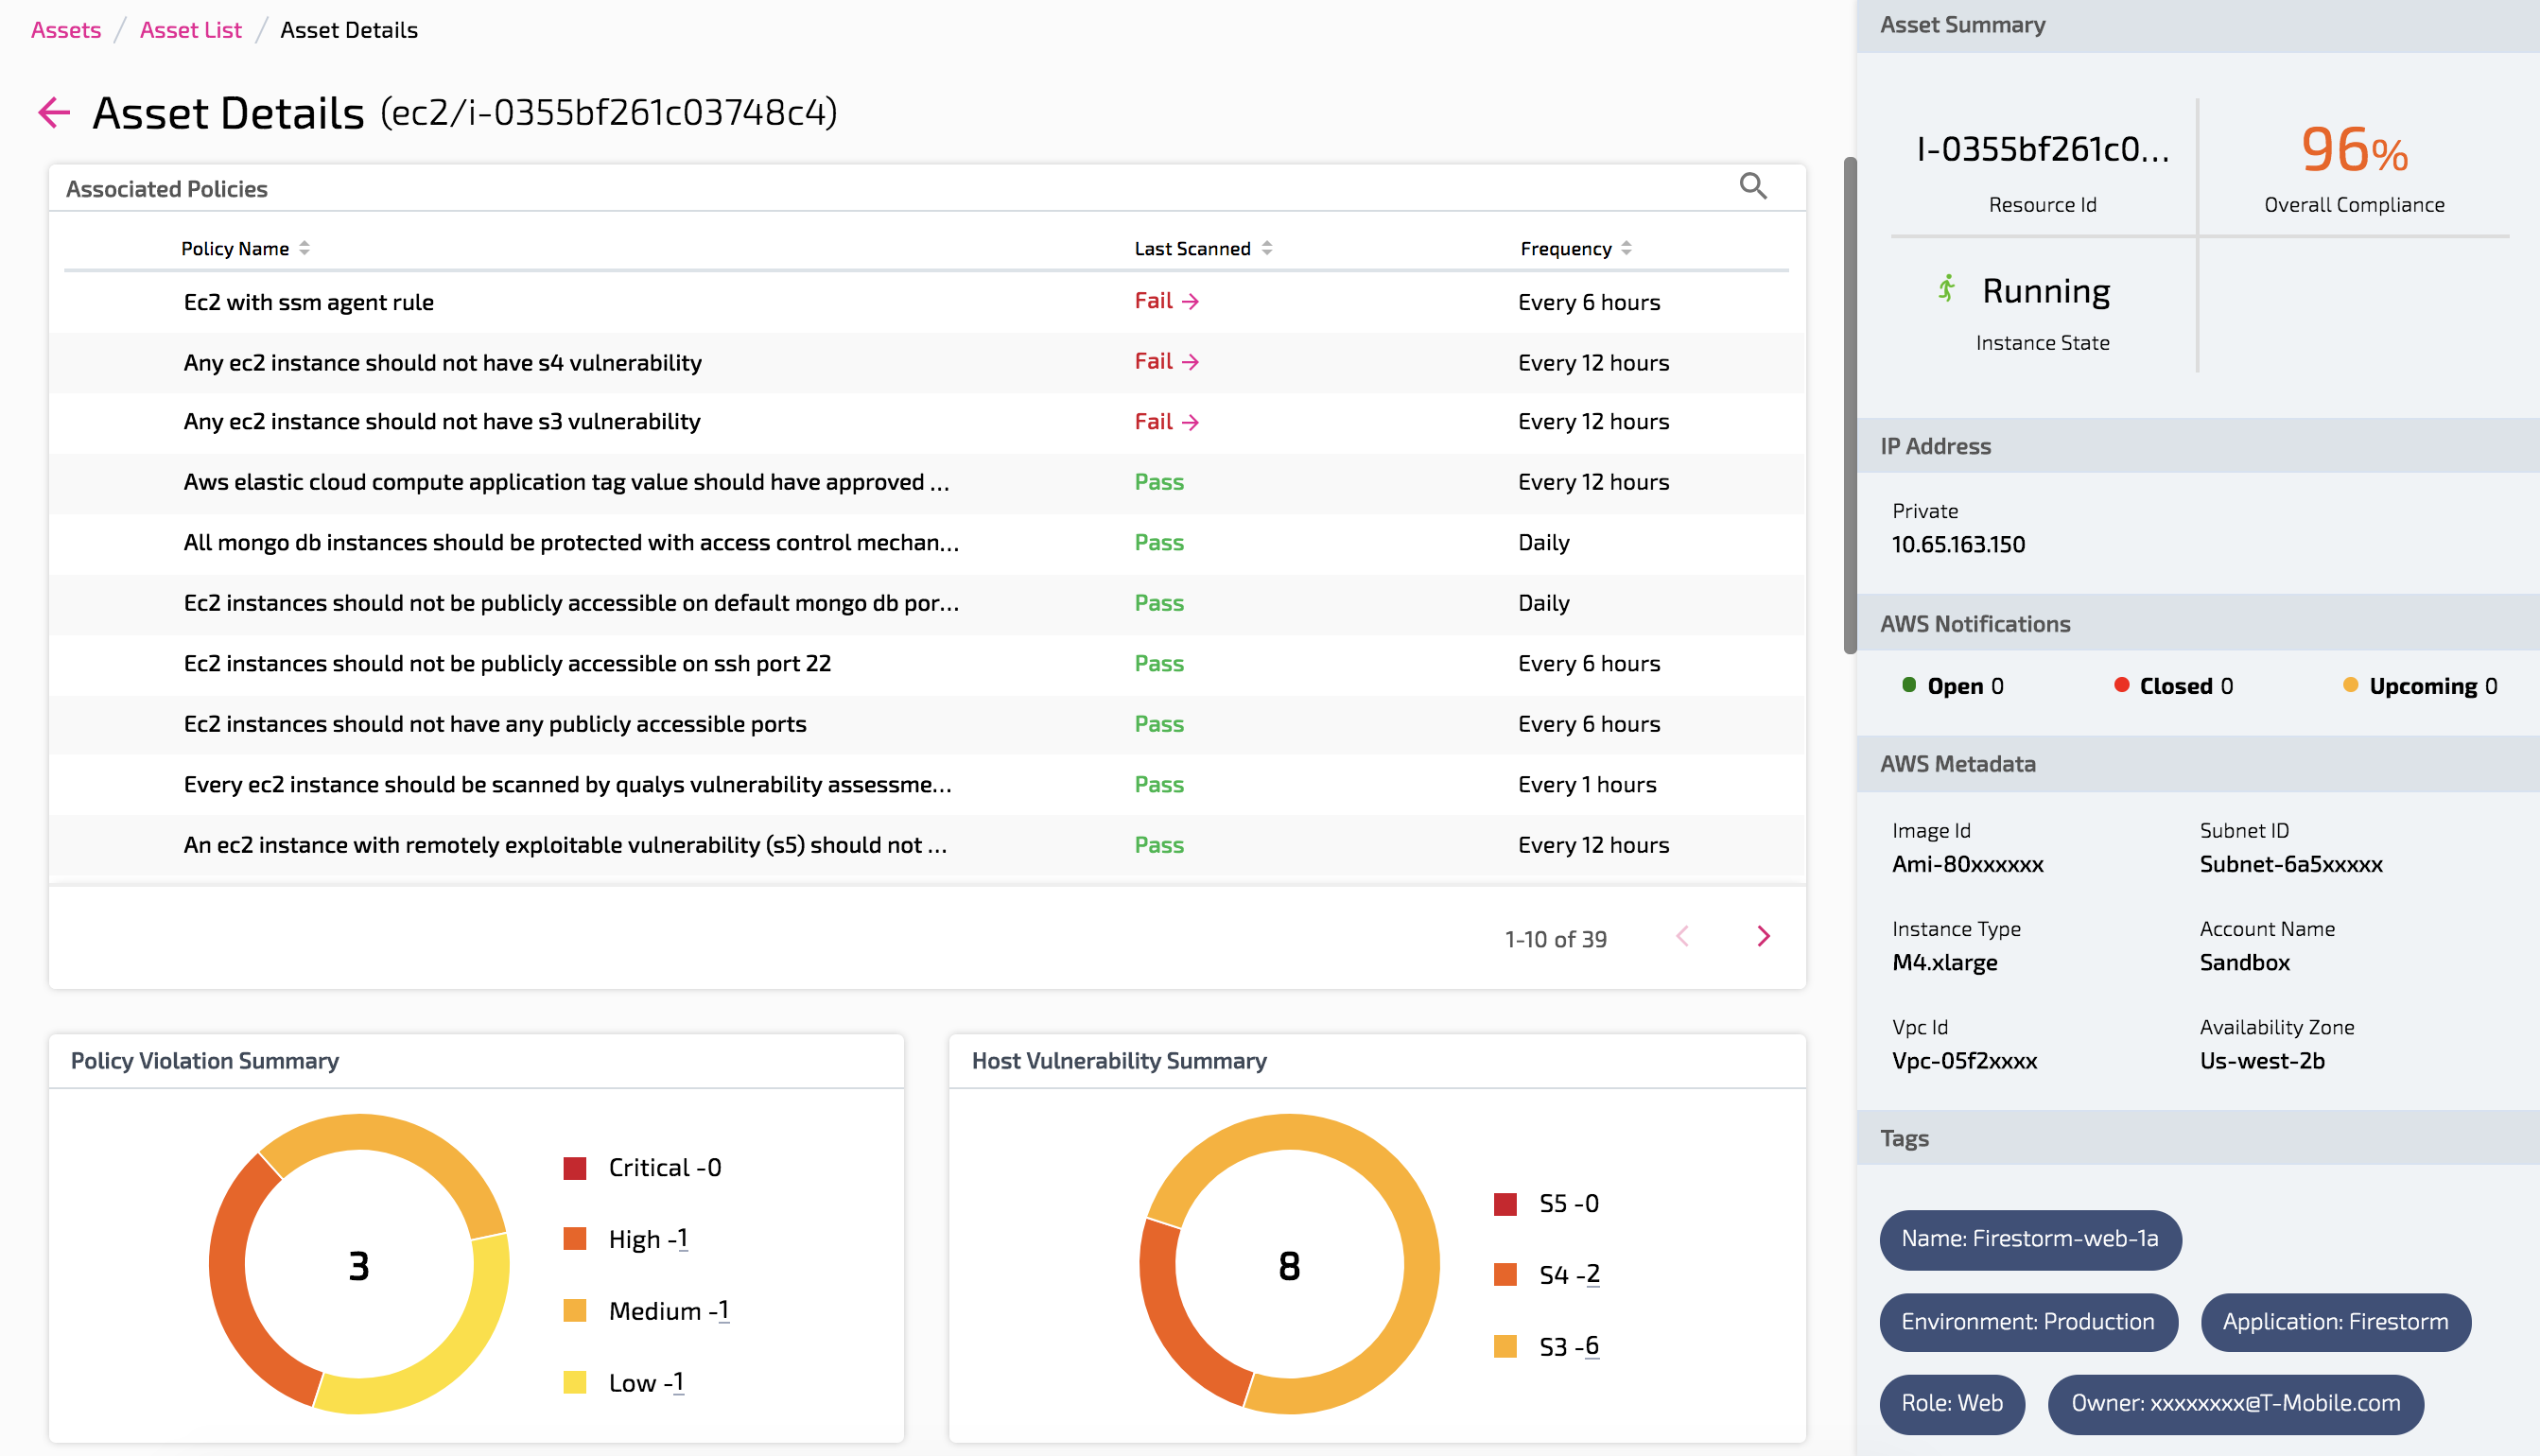 Assets / Asset List / Asset Details
Asset Details (ec2/i-0355bf261c03748c4)
Associated Policies
Policy Name Last Scanned Frequency
Ec2 with ssm agent rule Fail Every 6 hours
Any ec2 instance should not have s4 vulnerability Fail Every 12 hours
Any ec2 instance should not have s3 vulnerability Fail Every 12 hours
Aws elastic cloud compute application tag value should have approved ... Pass Every 12 hours
All mongo db instances should be protected with access control mechan... Pass Daily
Ec2 instances should not be publicly accessible on default mongo db por... Pass Daily
Ec2 instances should not be publicly accessible on ssh port 22 Pass Every 6 hours
Ec2 instances should not have any publicly accessible ports Pass Every 6 hours
Every ec2 instance should be scanned by qualys vulnerability assessme... Pass Every 1 hours
An ec2 instance with remotely exploitable vulnerability (s5) should not ... Pass Every 12 hours
1-10 of 39
Policy Violation Summary
3
Critical -0
High -1
Medium -1
Low -1
Host Vulnerability Summary
8
S5 -0
S4 -2
S3 -6
Asset Summary
I-0355bf261c0...
Resource Id
96%
Overall Compliance
Running
Instance State
IP Address
Private
10.65.163.150
AWS Notifications
Open 0 Closed 0 Upcoming 0
AWS Metadata
Image Id Subnet ID
Ami-80xxxxxx Subnet-6a5xxxxx
Instance Type Account Name
M4.xlarge Sandbox
Vpc Id Availability Zone
Vpc-05f2xxxx Us-west-2b
Tags
Name: Firestorm-web-1a
Environment: Production Application: Firestorm
Role: Web Owner: xxxxxxxx@T-Mobile.com